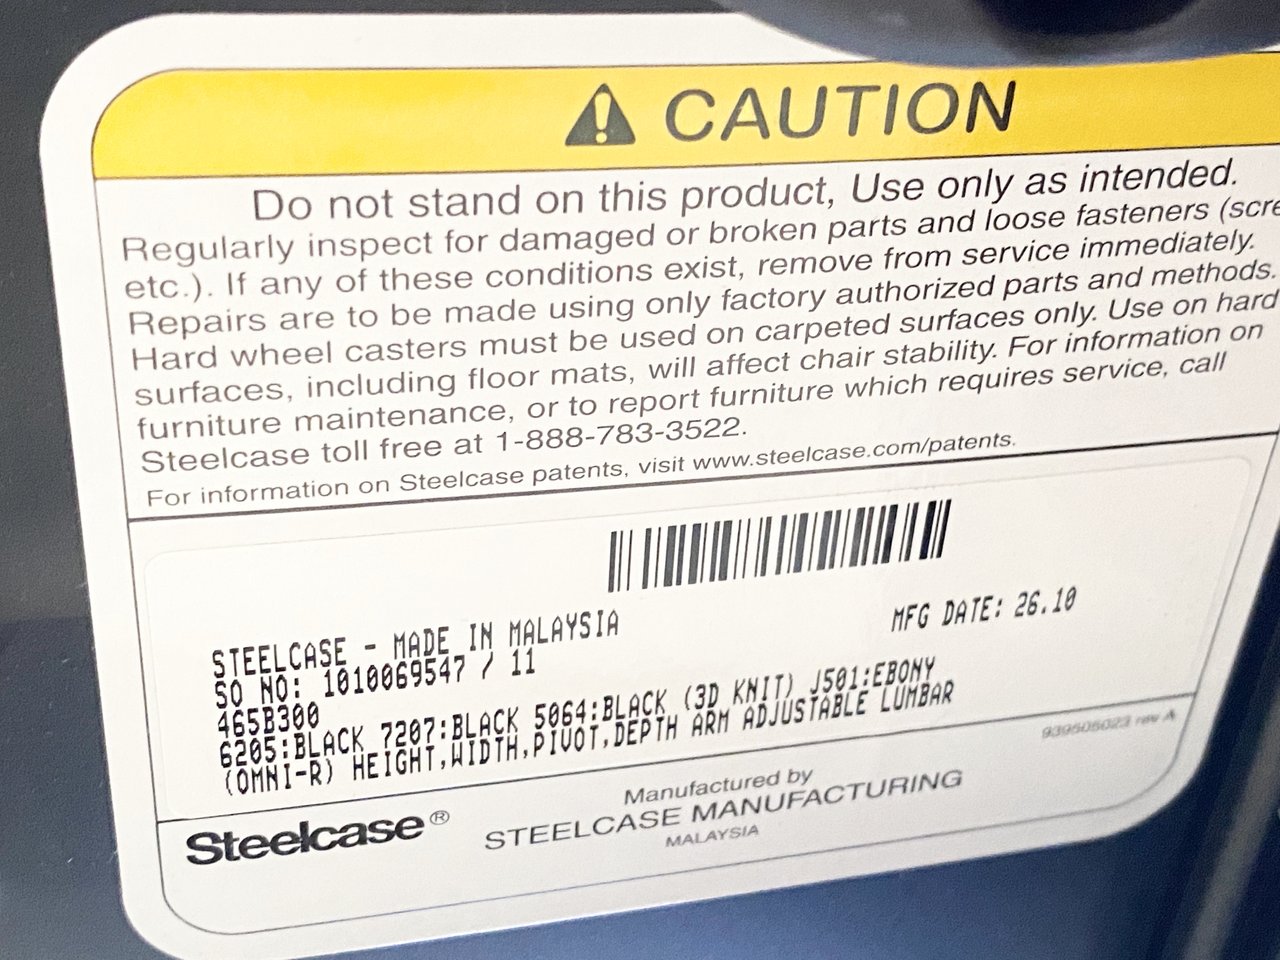 CAUTION
Do not stand on this product, Use only as intended.
Regularly inspect for damaged or broken parts and loose fasteners
etc.). If any of these conditions exist, remove from service immediately.
Repairs are to be made using only factory authorized parts and methods.
Hard wheel casters must be used on carpeted surfaces only. Use on hard
surfaces, including floor mats, will affect chair stability. For information on
furniture maintenance, or to report furniture which requires service, call
Steelcase toll free at 1-888-783-3522.
For information on Steelcase patents, visit www.steelcase.com/patents.
STEELCASE - MADE IN MALAYSIA
MFG DATE: 26.10
SO NO: 1010069547 / 11
465B300
6205:BLACK 7207:BLACK 5064:BLACK (3D KNIT) J501:EBONY
(OMNI-R) HEIGHT,WIDTH,PIVOT,DEPTH ARM ADJUSTABLE LUMBAR
939505023 rev A
Steelcase®
Manufactured by
STEELCASE MANUFACTURING
MALAYSIA